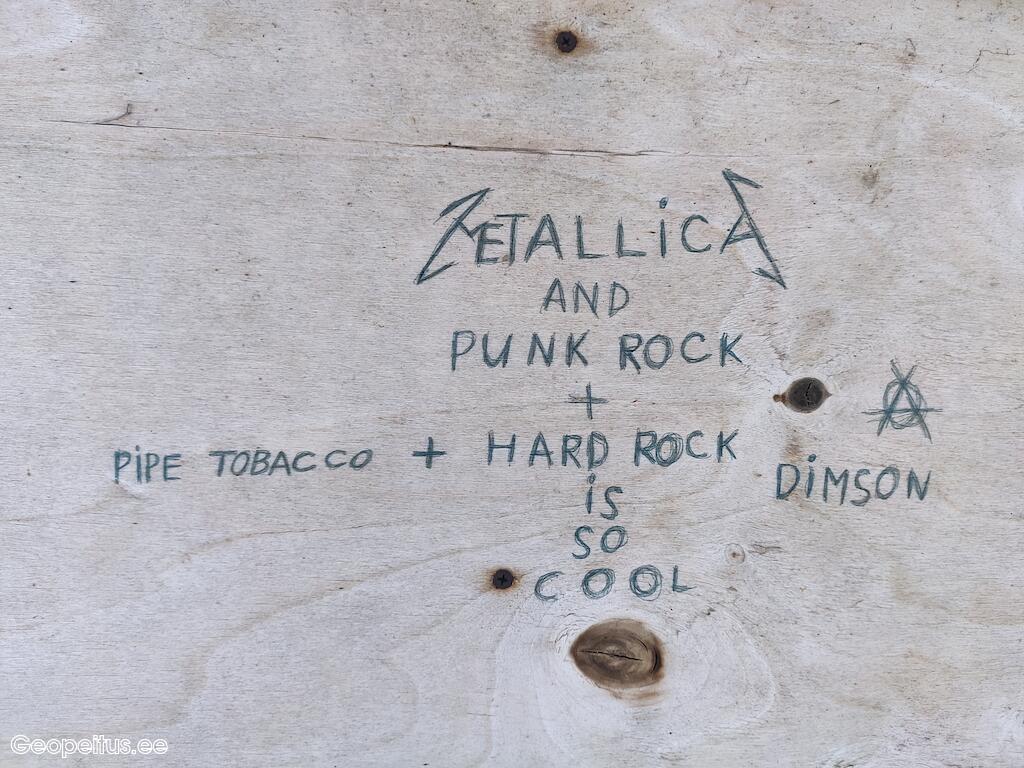 METALLiCA
AND
PUNK ROCK
+
PiPE TOBACCO + HARD ROCK
iS
SO
COOL
A
DiMSON
Geopeitus.ee